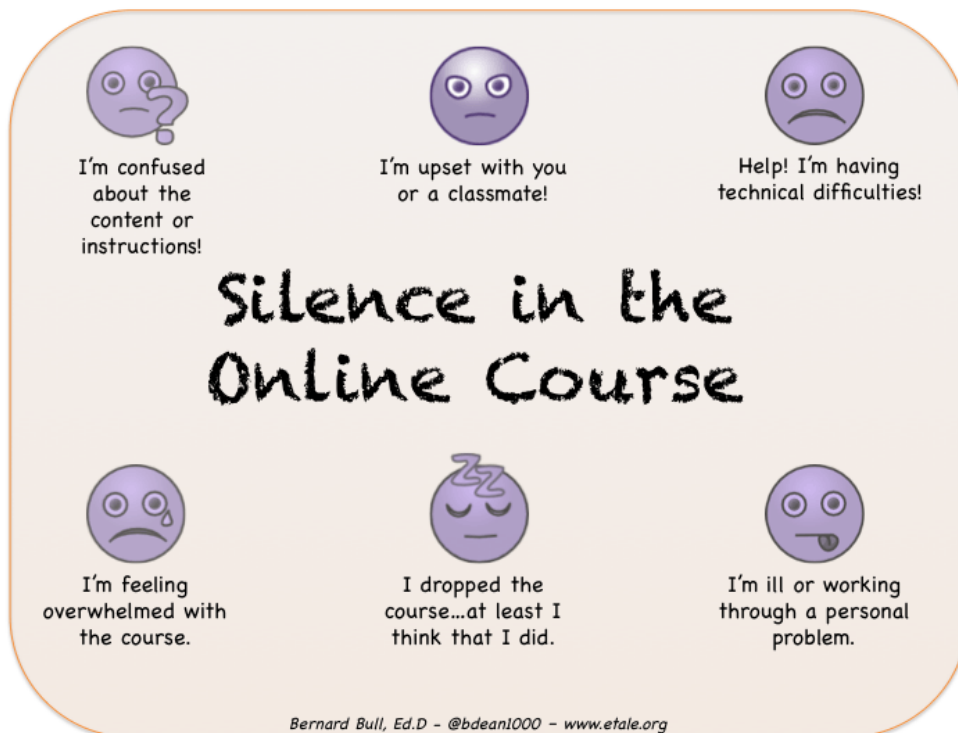 I'm confused
about the
content or
instructions!
I'm upset with you
or a classmate!
Help! I'm having
technical difficulties!
Silence in the
Online Course
I'm feeling
overwhelmed with
the course.
I dropped the
course...at least I
think that I did.
I'm ill or working
through a personal
problem.
Bernard Bull, Ed.D - @bdean1000 - www.etale.org